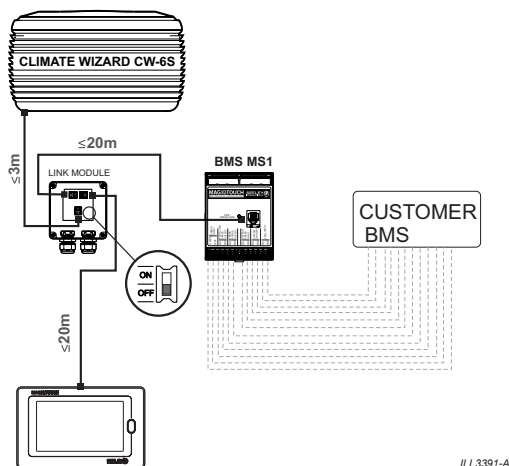 CLIMATE WIZARD CW-6S
≤20m
≤3m
BMS MS1
LINK MODULE
MAGIQTOUCH
CUSTOMER
BMS
ON
OFF
≤20m
ILL3391-A